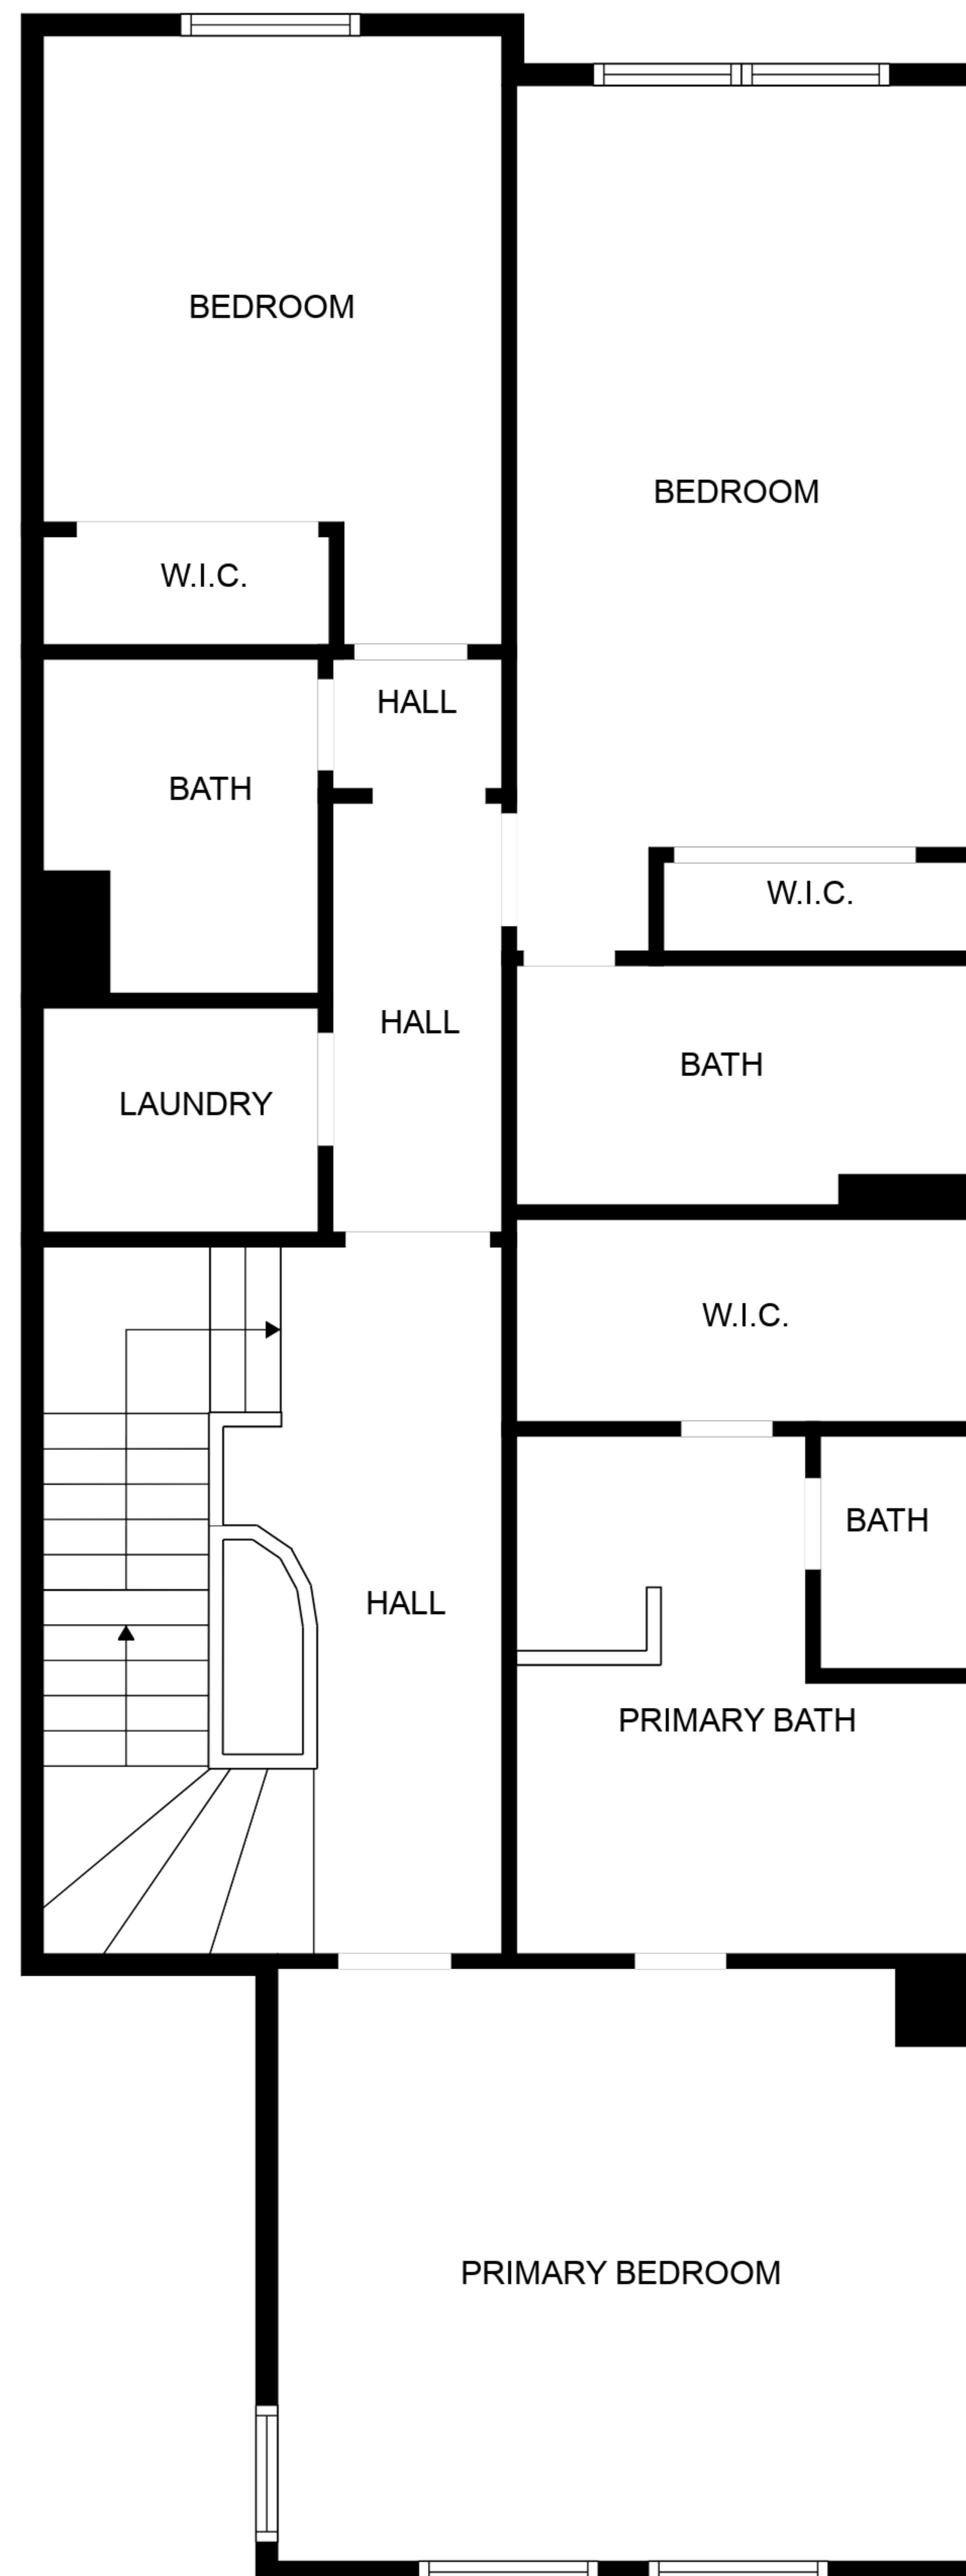 BEDROOM
BEDROOM
W.I.C.
HALL
BATH
W.I.C.
HALL
BATH
LAUNDRY
W.I.C.
BATH
HALL
PRIMARY BATH
PRIMARY BEDROOM